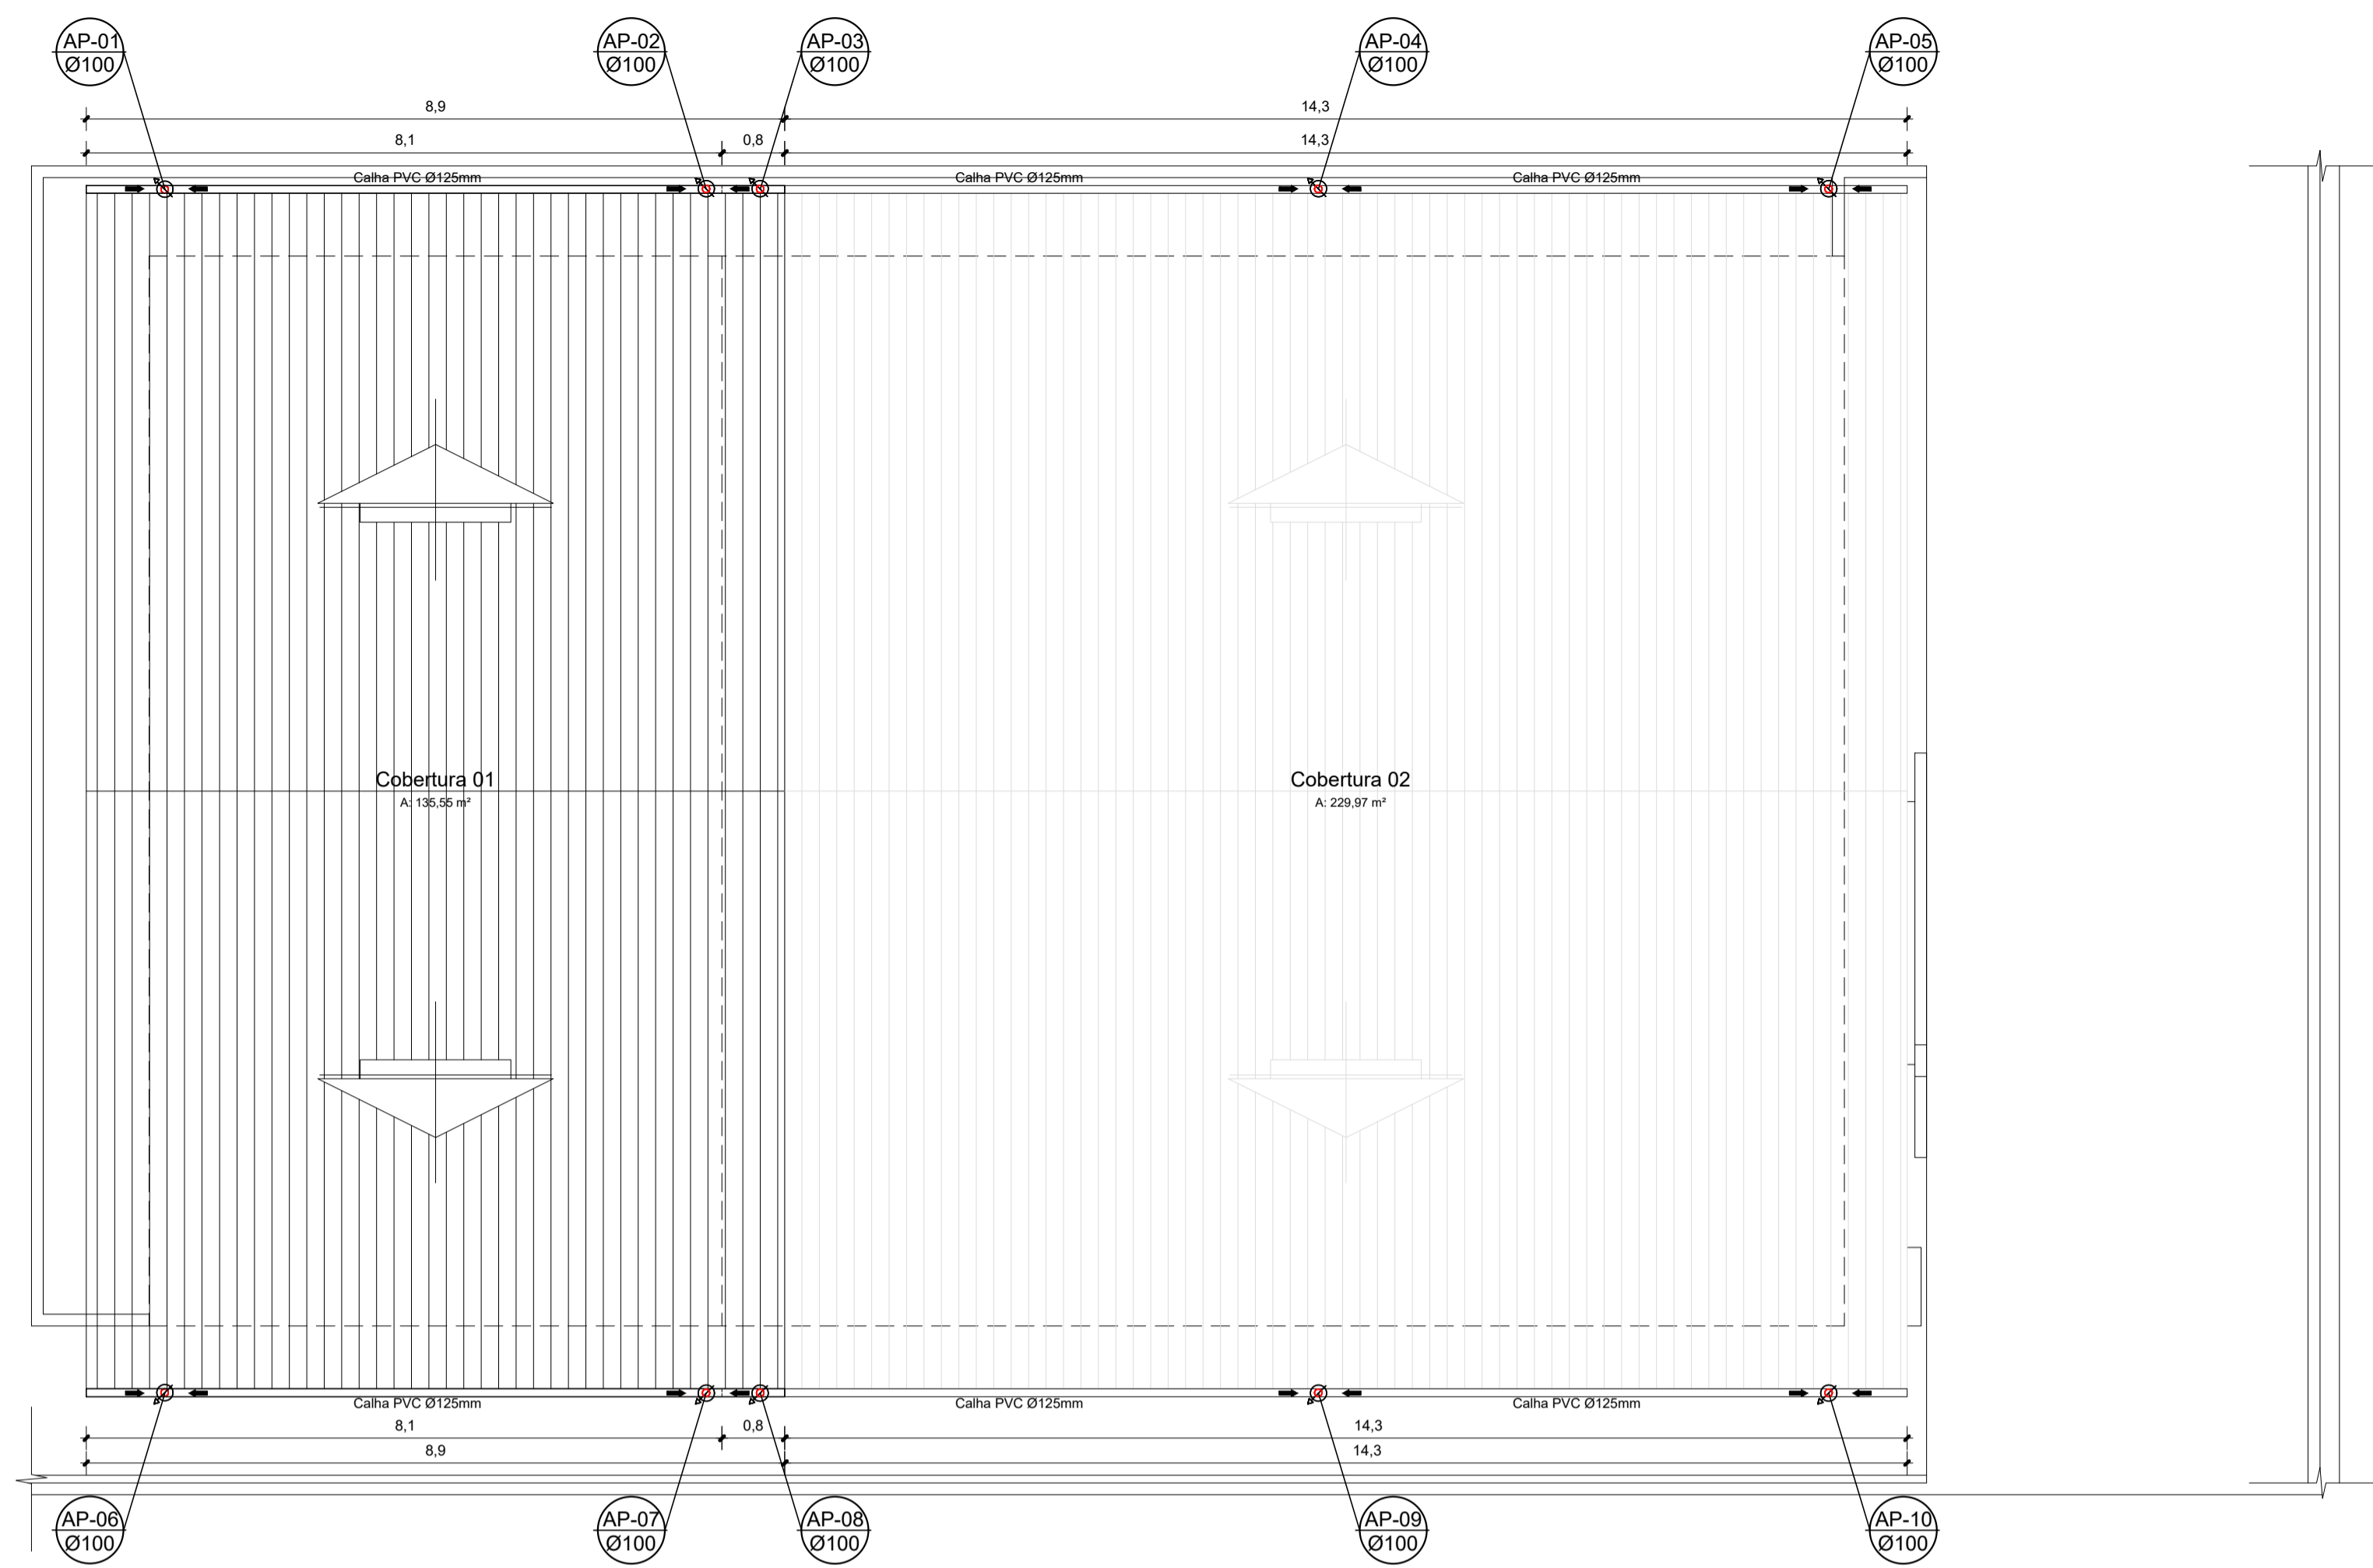 AP-01
Ø100
AP-02
Ø100
AP-03
Ø100
AP-04
Ø100
AP-05
Ø100
8,9
14,3
8,1
0,8
14,3
Calha PVC Ø125mm
Calha PVC Ø125mm
Calha PVC Ø125mm
Cobertura 01
A: 135,55 m²
Cobertura 02
A: 229,97 m²
Calha PVC Ø125mm
Calha PVC Ø125mm
Calha PVC Ø125mm
8,1
0,8
14,3
8,9
14,3
AP-06
Ø100
AP-07
Ø100
AP-08
Ø100
AP-09
Ø100
AP-10
Ø100